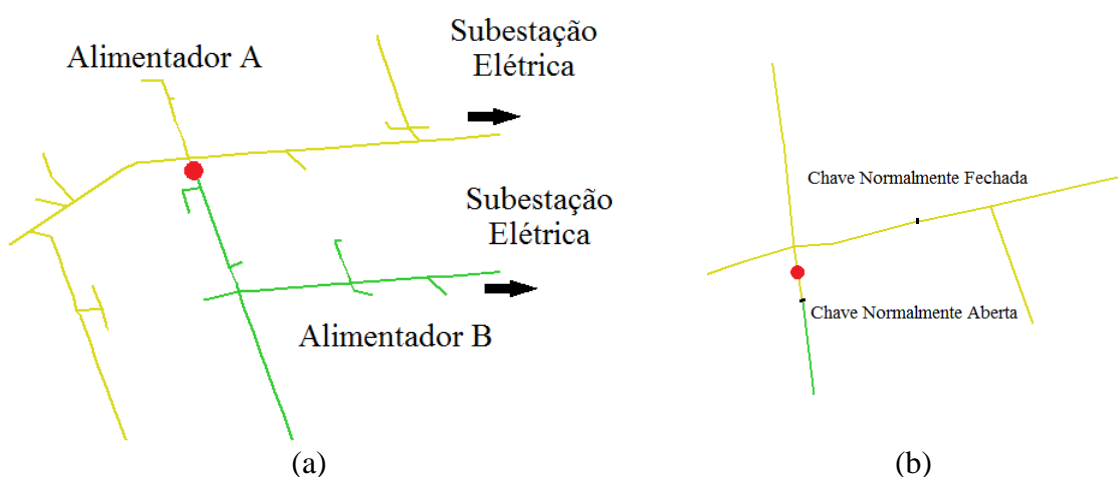 Subestação
Elétrica
Alimentador A
Subestação
Elétrica
Alimentador B
(a)
Chave Normalmente Fechada
Chave Normalmente Aberta
(b)